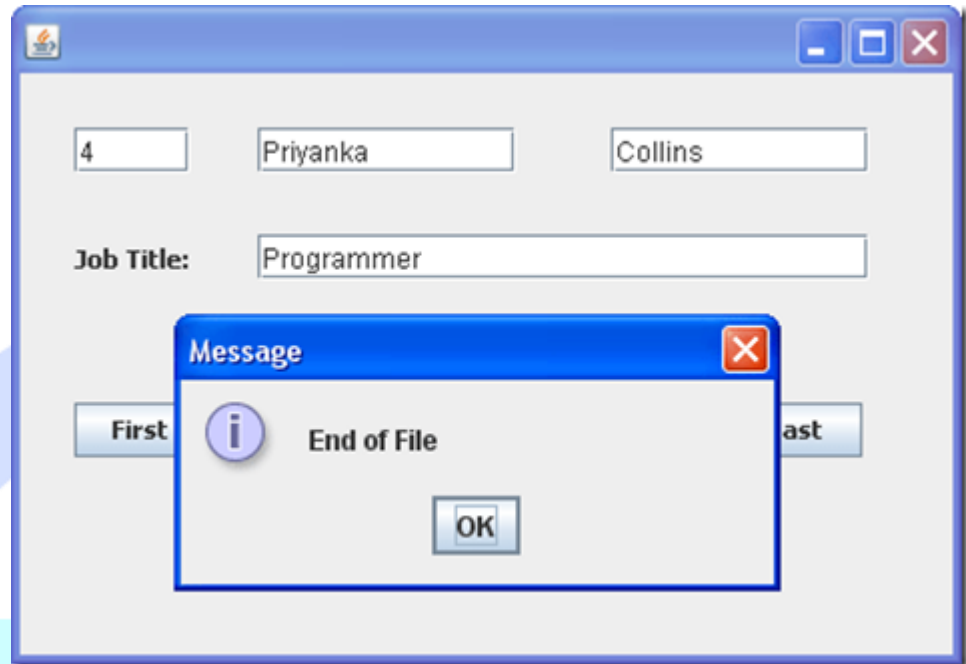 4 Priyanka Collins
Job Title: Programmer
Message
End of File
First ast
OK